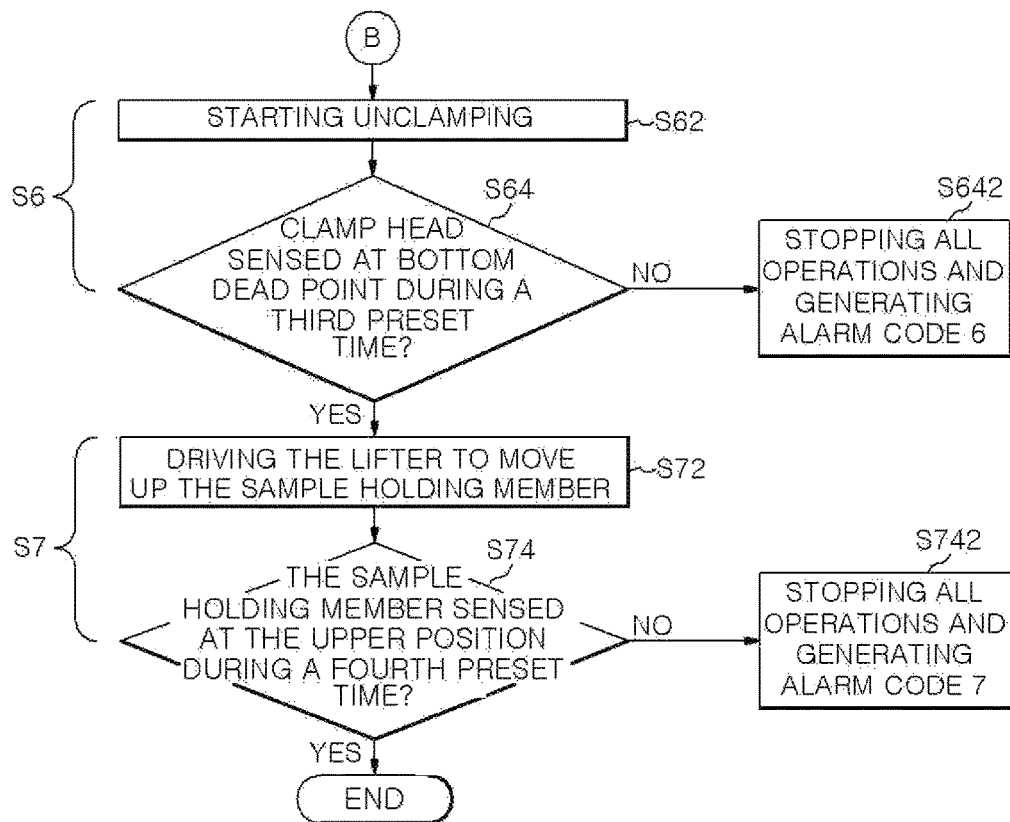 B
STARTING UNCLAMPING
S62
S6
S64
CLAMP HEAD
SENSED AT BOTTOM
DEAD POINT DURING A
THIRD PRESET
TIME?
NO
S642
STOPPING ALL
OPERATIONS AND
GENERATING
ALARM CODE 6
YES
DRIVING THE LIFTER TO MOVE
UP THE SAMPLE HOLDING MEMBER
S72
S7
S74
THE SAMPLE
HOLDING MEMBER SENSED
AT THE UPPER POSITION
DURING A FOURTH PRESET
TIME?
NO
S742
STOPPING ALL
OPERATIONS AND
GENERATING
ALARM CODE 7
YES
END